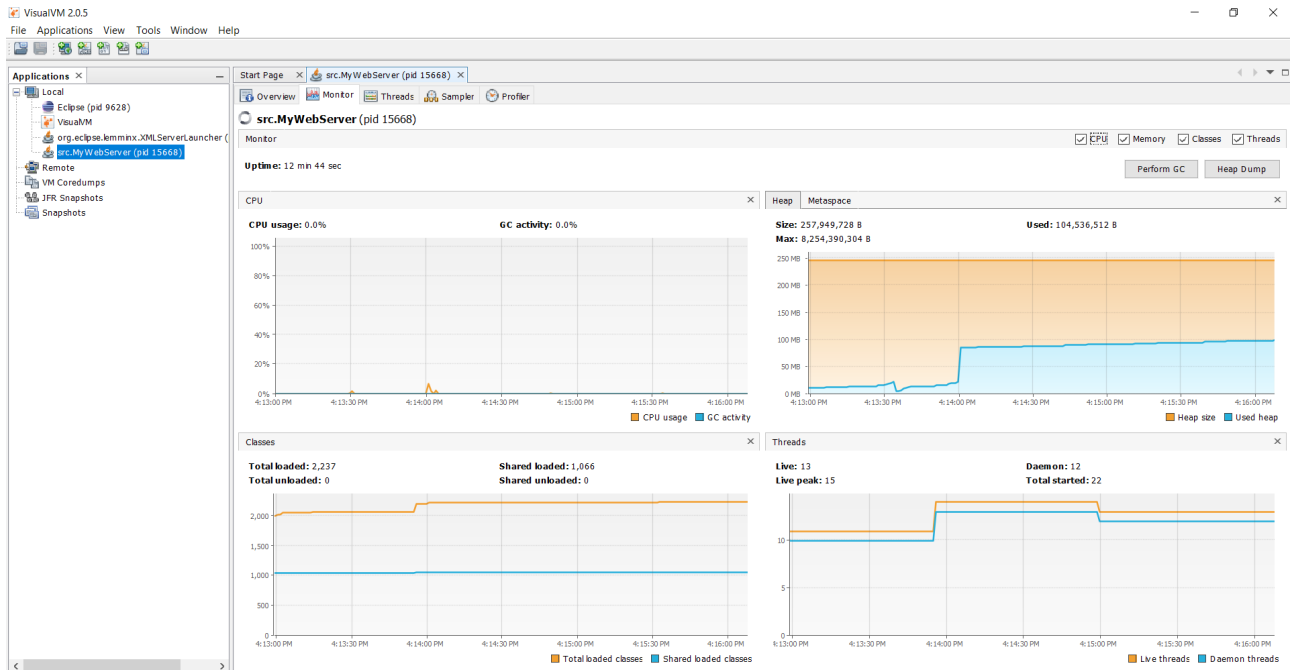 VisualVM 2.0.5
File Applications View Tools Window Help
Applications
Local
Eclipse (pid 9628)
VisualVM
org.eclipse.lemminx.XMLServerLauncher (
src.MyWebServer (pid 15668)
Remote
VM Coredumps
JFR Snapshots
Snapshots
Start Page
src.MyWebServer (pid 15668)
Overview Monitor Threads Sampler Profiler
src.MyWebServer (pid 15668)
Monitor
CPU Memory Classes Threads
Uptime: 12 min 44 sec
Perform GC Heap Dump
CPU
CPU usage: 0.0% GC activity: 0.0%
100%
80%
60%
40%
20%
0%
4:13:00 PM 4:13:30 PM 4:14:00 PM 4:14:30 PM 4:15:00 PM 4:15:30 PM 4:16:00 PM
CPU usage GC activity
Heap Metaspace
Size: 257,949,728 B Used: 104,536,512 B
Max: 8,254,390,304 B
250 MB
200 MB
150 MB
100 MB
50 MB
0 MB
4:13:00 PM 4:13:30 PM 4:14:00 PM 4:14:30 PM 4:15:00 PM 4:15:30 PM 4:16:00 PM
Heap size Used heap
Classes
Total loaded: 2,237 Shared loaded: 1,066
Total unloaded: 0 Shared unloaded: 0
2,000
1,500
1,000
500
0
4:13:00 PM 4:13:30 PM 4:14:00 PM 4:14:30 PM 4:15:00 PM 4:15:30 PM 4:16:00 PM
Total loaded classes Shared loaded classes
Threads
Live: 13 Daemon: 12
Live peak: 15 Total started: 22
10
5
0
4:13:00 PM 4:13:30 PM 4:14:00 PM 4:14:30 PM 4:15:00 PM 4:15:30 PM 4:16:00 PM
Live threads Daemon threads